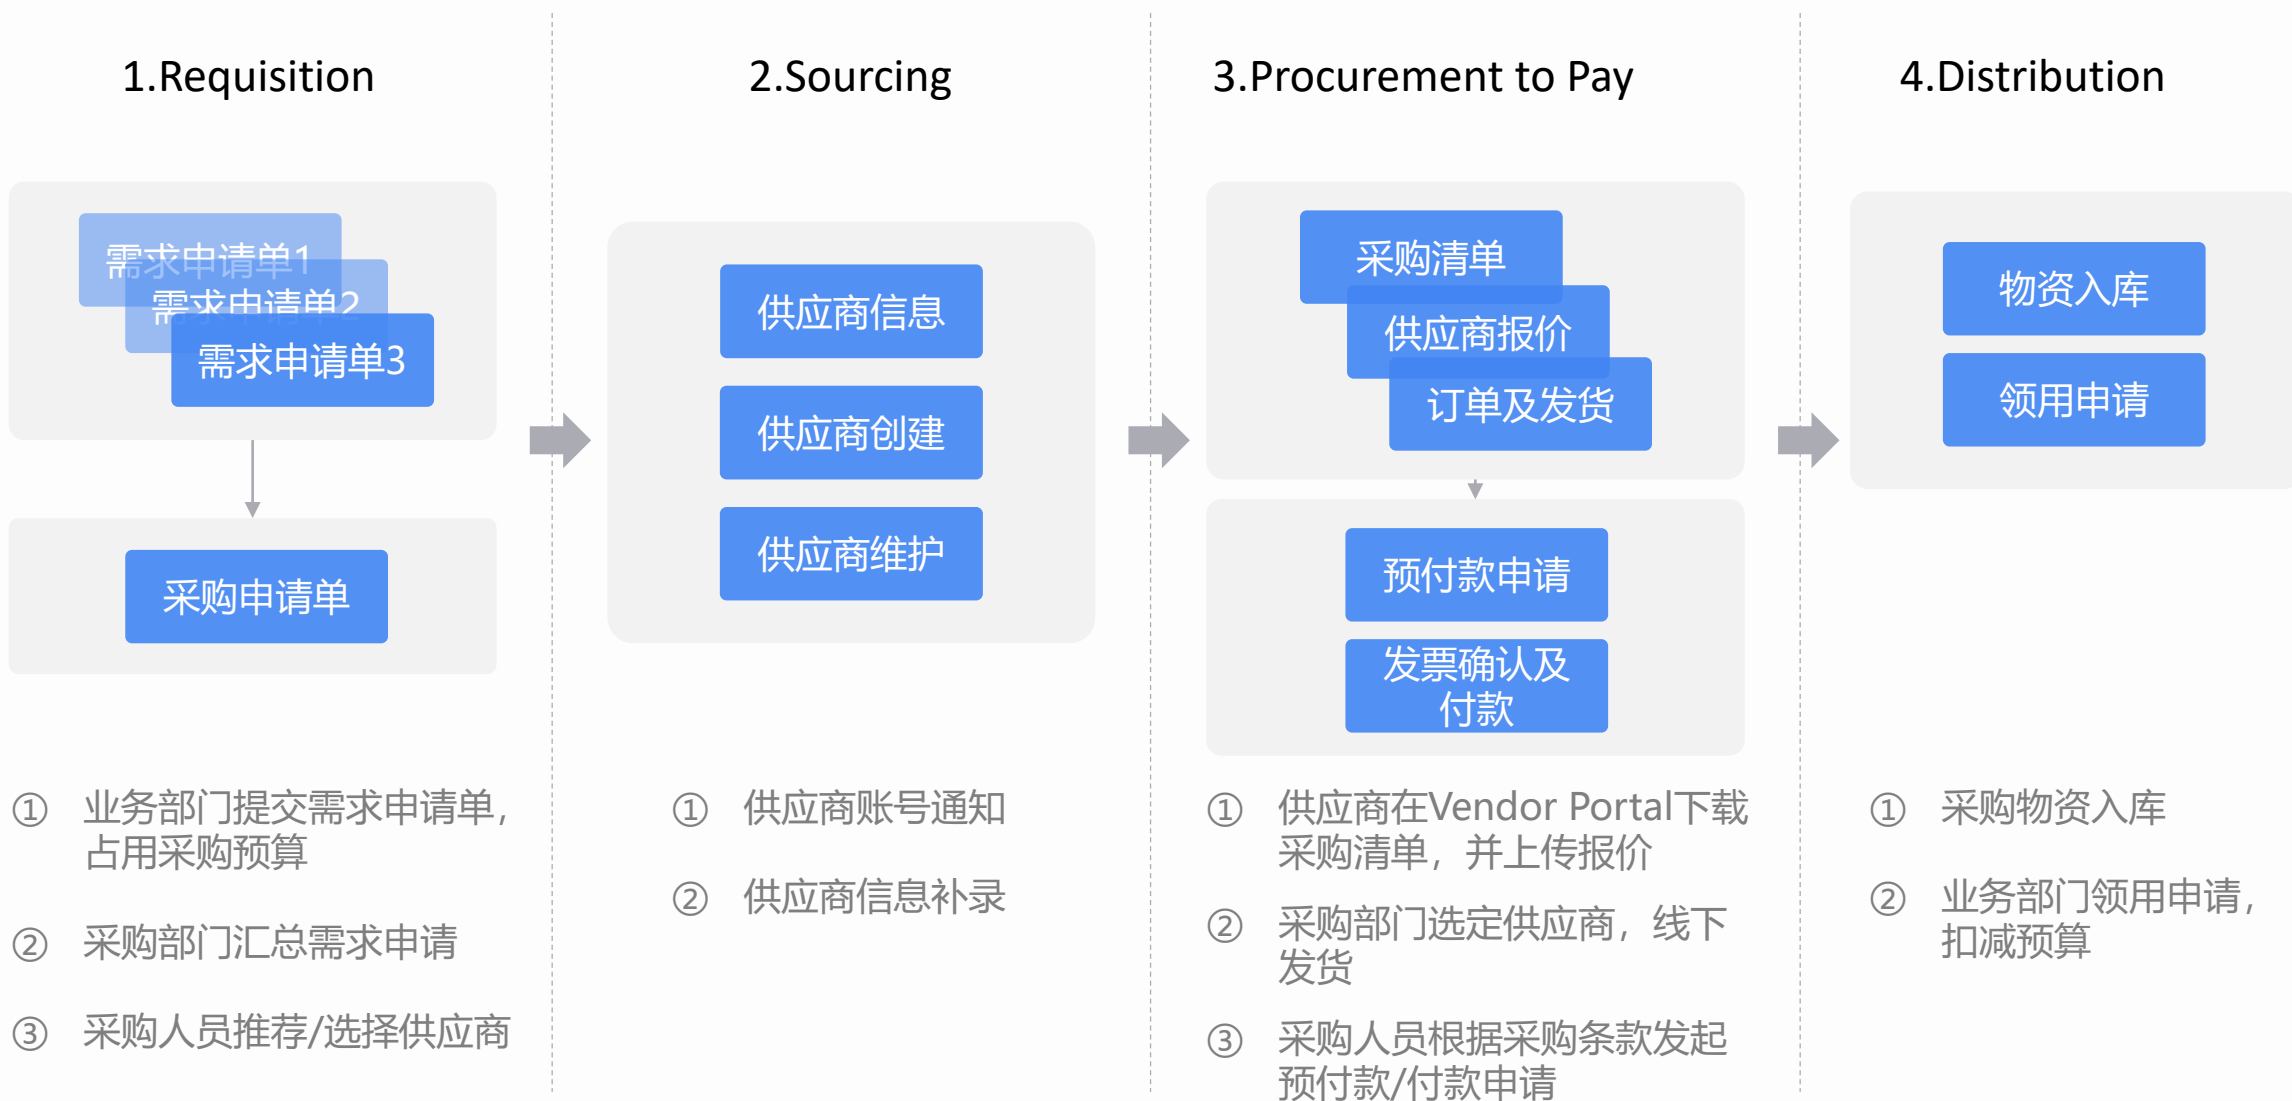 1.Requisition
需求申请单1
需求申请单2
需求申请单3
采购申请单
① 业务部门提交需求申请单，
占用采购预算
② 采购部门汇总需求申请
③ 采购人员推荐/选择供应商
2.Sourcing
供应商信息
供应商创建
供应商维护
① 供应商账号通知
② 供应商信息补录
3.Procurement to Pay
采购清单
供应商报价
订单及发货
预付款申请
发票确认及
付款
① 供应商在Vendor Portal下载
采购清单，并上传报价
② 采购部门选定供应商，线下
发货
③ 采购人员根据采购条款发起
预付款/付款申请
4.Distribution
物资入库
领用申请
① 采购物资入库
② 业务部门领用申请，
扣减预算